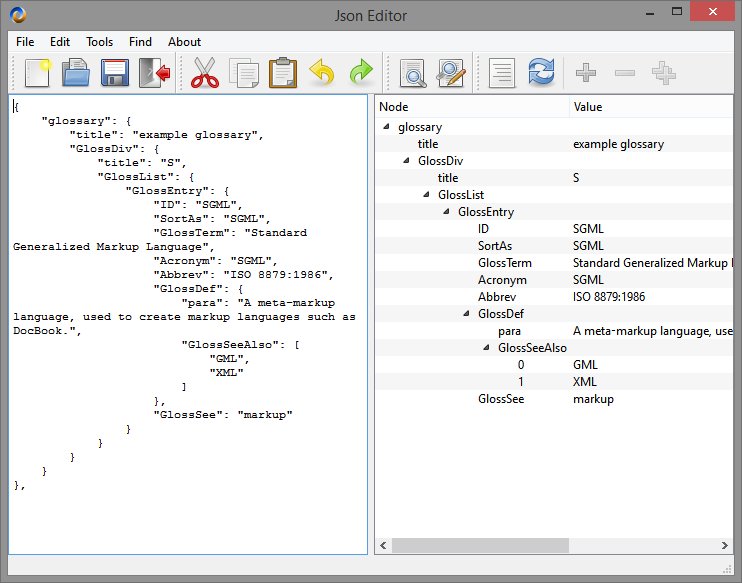 Json Editor
File Edit Tools Find About
{
    "glossary": {
        "title": "example glossary",
        "GlossDiv": {
            "title": "S",
            "GlossList": {
                "GlossEntry": {
                    "ID": "SGML",
                    "SortAs": "SGML",
                    "GlossTerm": "Standard
Generalized Markup Language",
                    "Acronym": "SGML",
                    "Abbrev": "ISO 8879:1986",
                    "GlossDef": {
                        "para": "A meta-markup
language, used to create markup languages such as
DocBook.",
                        "GlossSeeAlso": [
                            "GML",
                            "XML"
                        ]
                    },
                    "GlossSee": "markup"
                }
            }
        }
    }
},
Node Value
glossary
title example glossary
GlossDiv
title S
GlossList
GlossEntry
ID SGML
SortAs SGML
GlossTerm Standard Generalized Markup
Acronym SGML
Abbrev ISO 8879:1986
GlossDef
para A meta-markup language, use
GlossSeeAlso
0 GML
1 XML
GlossSee markup